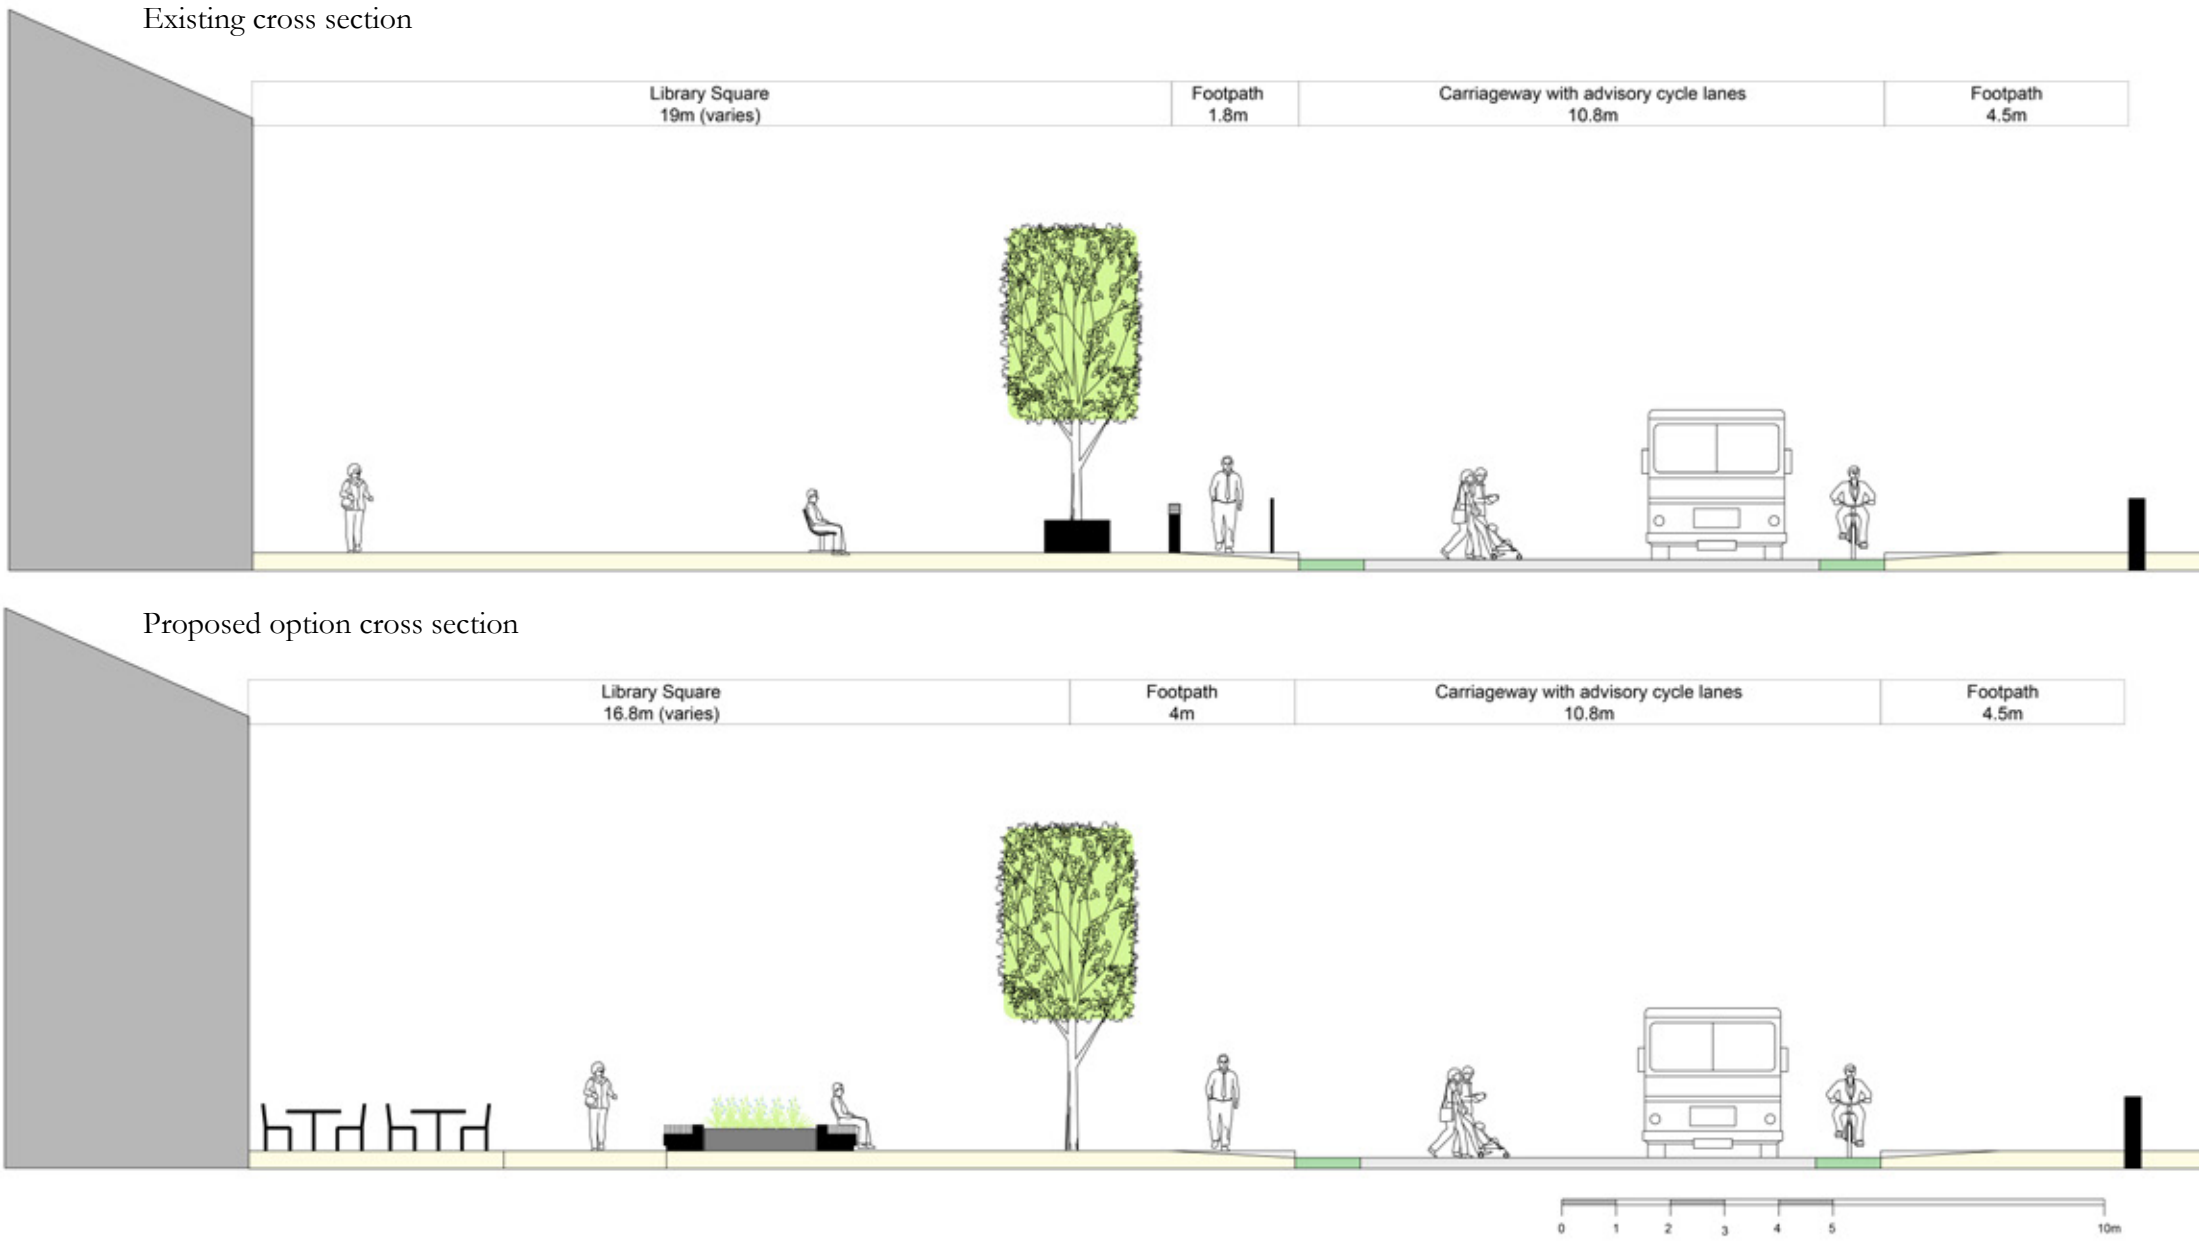 Existing cross section
Library Square
19m (varies)
Footpath
1.8m
Carriageway with advisory cycle lanes
10.8m
Footpath
4.5m
Proposed option cross section
Library Square
16.8m (varies)
Footpath
4m
Carriageway with advisory cycle lanes
10.8m
Footpath
4.5m
0 1 2 3 4 5 10m